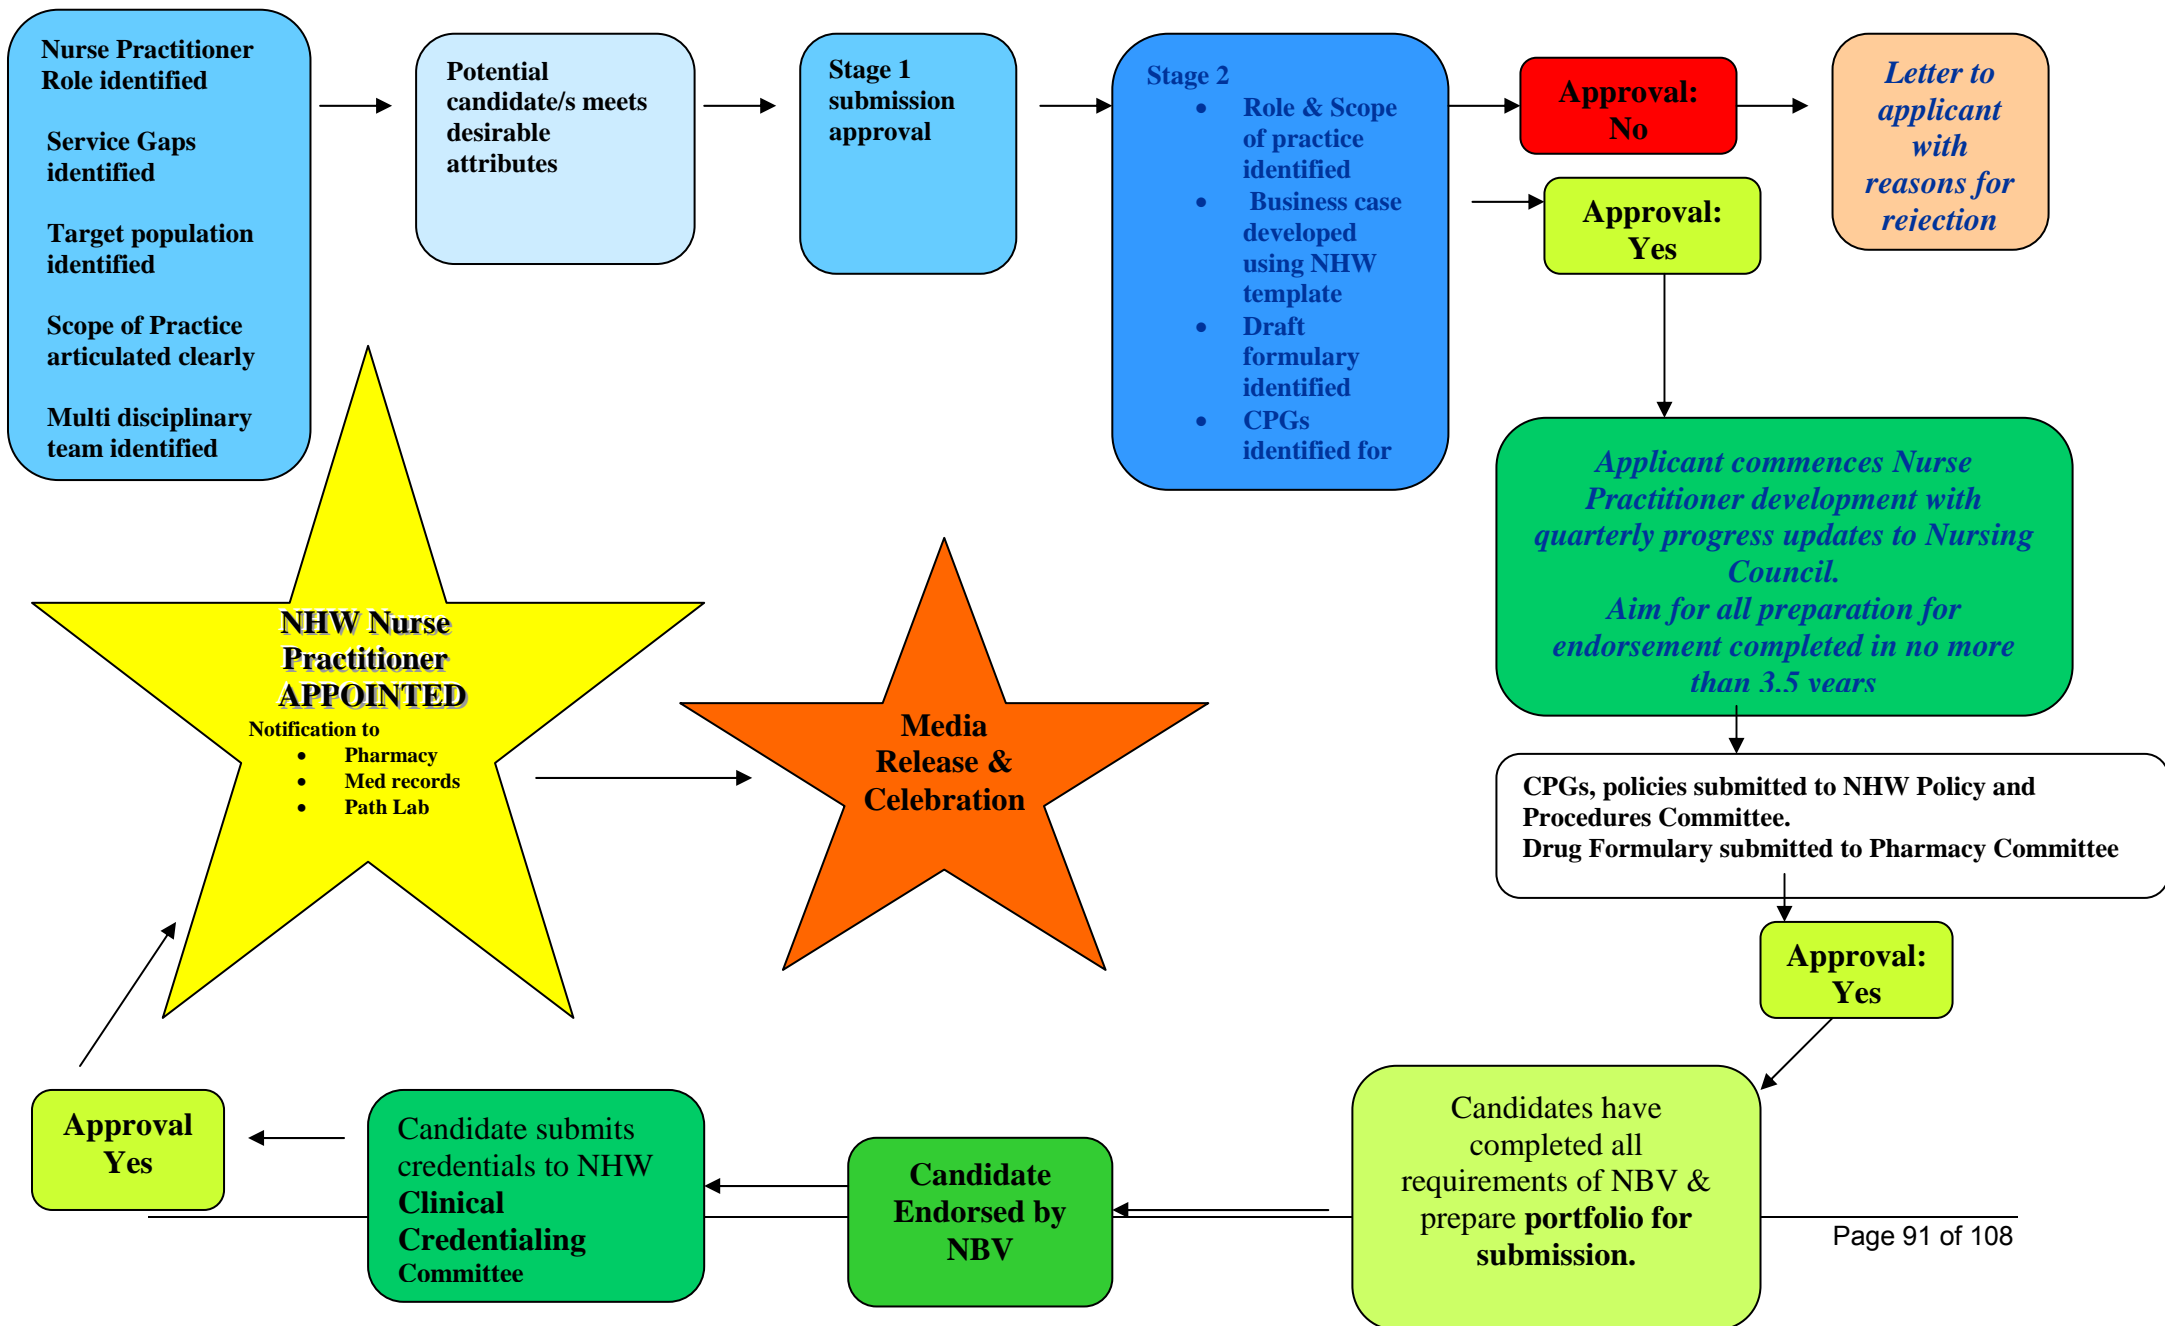 Nurse Practitioner
Role identified
Service Gaps
identified
Target population
identified
Scope of Practice
articulated clearly
Multi disciplinary
team identified
Potential
candidate/s meets
desirable
attributes
Stage 1
submission
approval
Stage 2
• Role & Scope
of practice
identified
• Business case
developed
using NHW
template
• Draft
formulary
identified
• CPGs
identified for
Approval:
No
Letter to
applicant
with
reasons for
rejection
Approval:
Yes
Applicant commences Nurse
Practitioner development with
quarterly progress updates to Nursing
Council.
Aim for all preparation for
endorsement completed in no more
than 3.5 years
CPGs, policies submitted to NHW Policy and
Procedures Committee.
Drug Formulary submitted to Pharmacy Committee
Approval:
Yes
Candidates have
completed all
requirements of NBV &
prepare portfolio for
submission.
Candidate
Endorsed by
NBV
Candidate submits
credentials to NHW
Clinical
Credentialing
Committee
Approval
Yes
NHW Nurse
Practitioner
APPOINTED
Notification to
• Pharmacy
• Med records
• Path Lab
Media
Release &
Celebration
Page 91 of 108